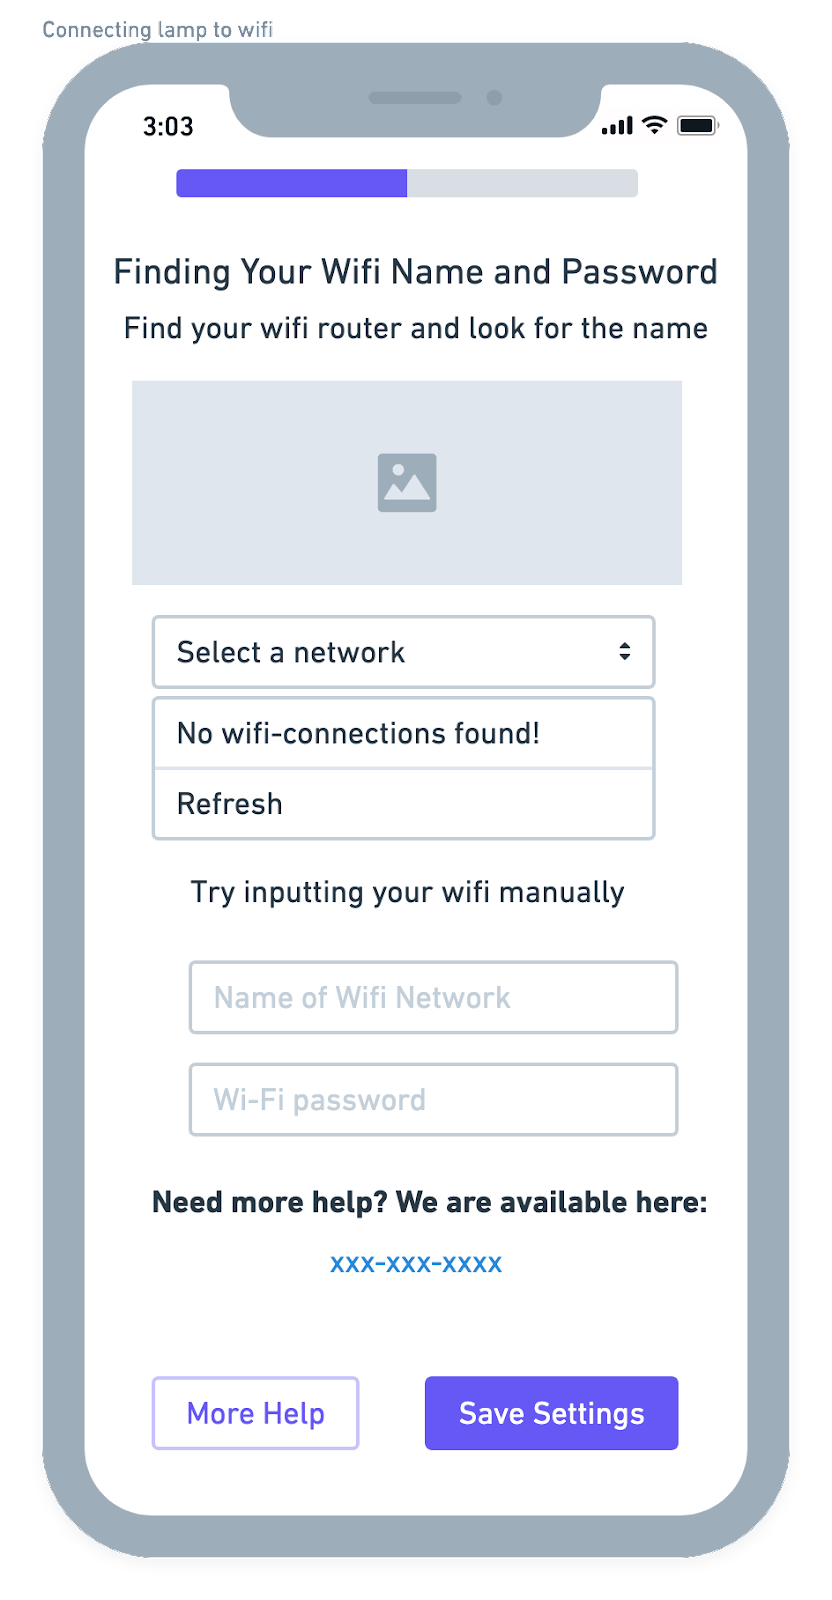 Connecting lamp to wifi
3:03
Finding Your Wifi Name and Password
Find your wifi router and look for the name
Select a network
No wifi-connections found!
Refresh
Try inputting your wifi manually
Name of Wifi Network
Wi-Fi password
Need more help? We are available here:
xxx-xxx-xxxx
More Help
Save Settings